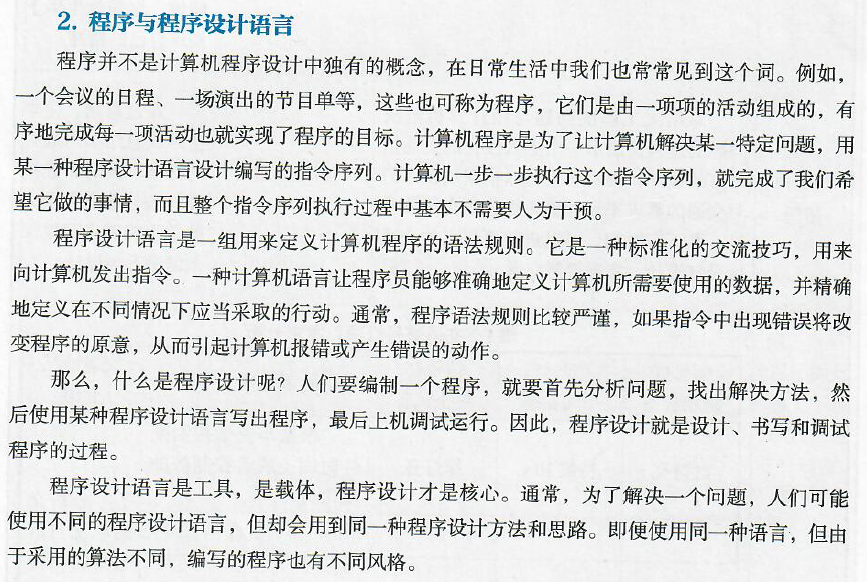 2. 程序与程序设计语言
程序并不是计算机程序设计中独有的概念，在日常生活中我们也常常见到这个词。例如，
一个会议的日程、一场演出的节目单等，这些也可称为程序，它们是由一项项的活动组成的，有
序地完成每一项活动也就实现了程序的目标。计算机程序是为了让计算机解决某一特定问题，用
某一种程序设计语言设计编写的指令序列。计算机一步一步执行这个指令序列，就完成了我们希
望它做的事情，而且整个指令序列执行过程中基本不需要人为干预。
程序设计语言是一组用来定义计算机程序的语法规则。它是一种标准化的交流技巧，用来
向计算机发出指令。一种计算机语言让程序员能够准确地定义计算机所需要使用的数据，并精确
地定义在不同情况下应当采取的行动。通常，程序语法规则比较严谨，如果指令中出现错误将改
变程序的原意，从而引起计算机报错或产生错误的动作。
那么，什么是程序设计呢？人们要编制一个程序，就要首先分析问题，找出解决方法，然
后使用某种程序设计语言写出程序，最后上机调试运行。因此，程序设计就是设计、书写和调试
程序的过程。
程序设计语言是工具，是载体，程序设计才是核心。通常，为了解决一个问题，人们可能
使用不同的程序设计语言，但却会用到同一种程序设计方法和思路。即便使用同一种语言，但由
于采用的算法不同，编写的程序也有不同风格。